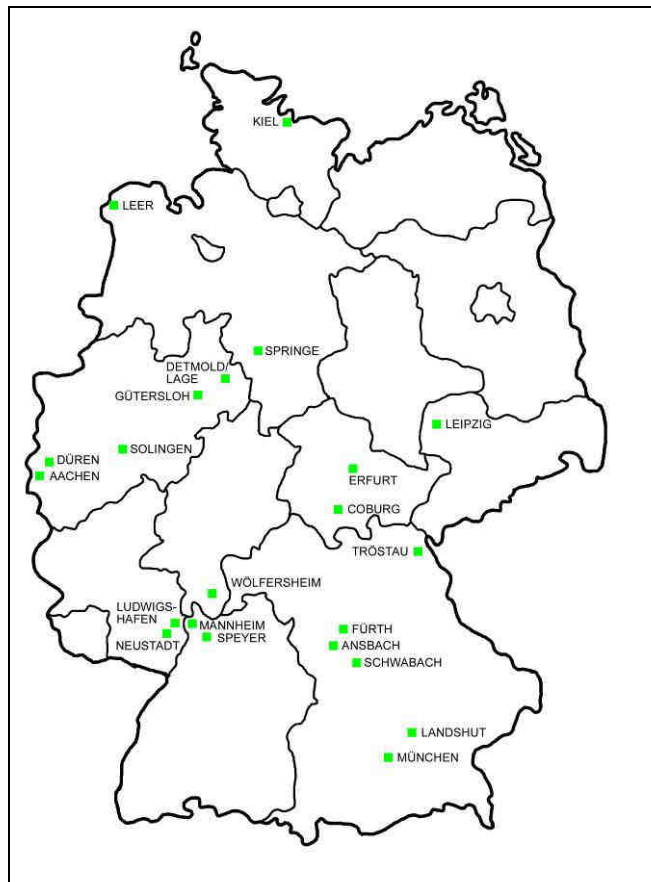 KIEL
LEER
SPRINGE
DETMOLD/
LAGE
GÜTERSLOH
LEIPZIG
SOLINGEN
DÜREN
AACHEN
ERFURT
COBURG
TRÖSTAU
WÖLFERSHEIM
LUDWIGS-
HAFEN
MANNHEIM
NEUSTADT
SPEYER
FÜRTH
ANSBACH
SCHWABACH
LANDSHUT
MÜNCHEN